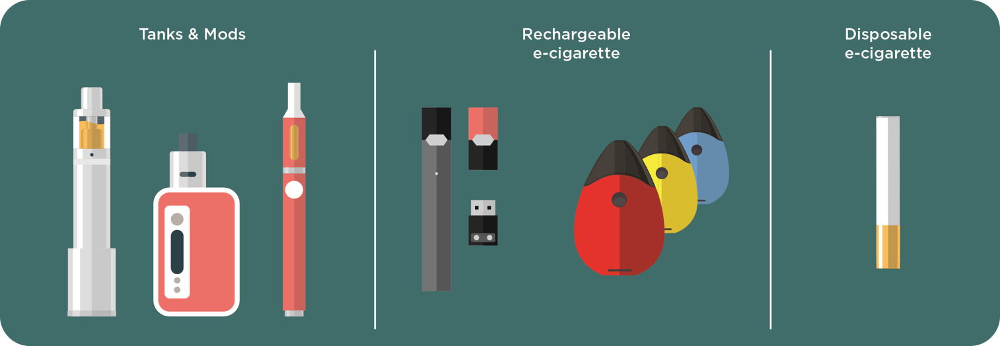 Tanks & Mods
Rechargeable
e-cigarette
Disposable
e-cigarette